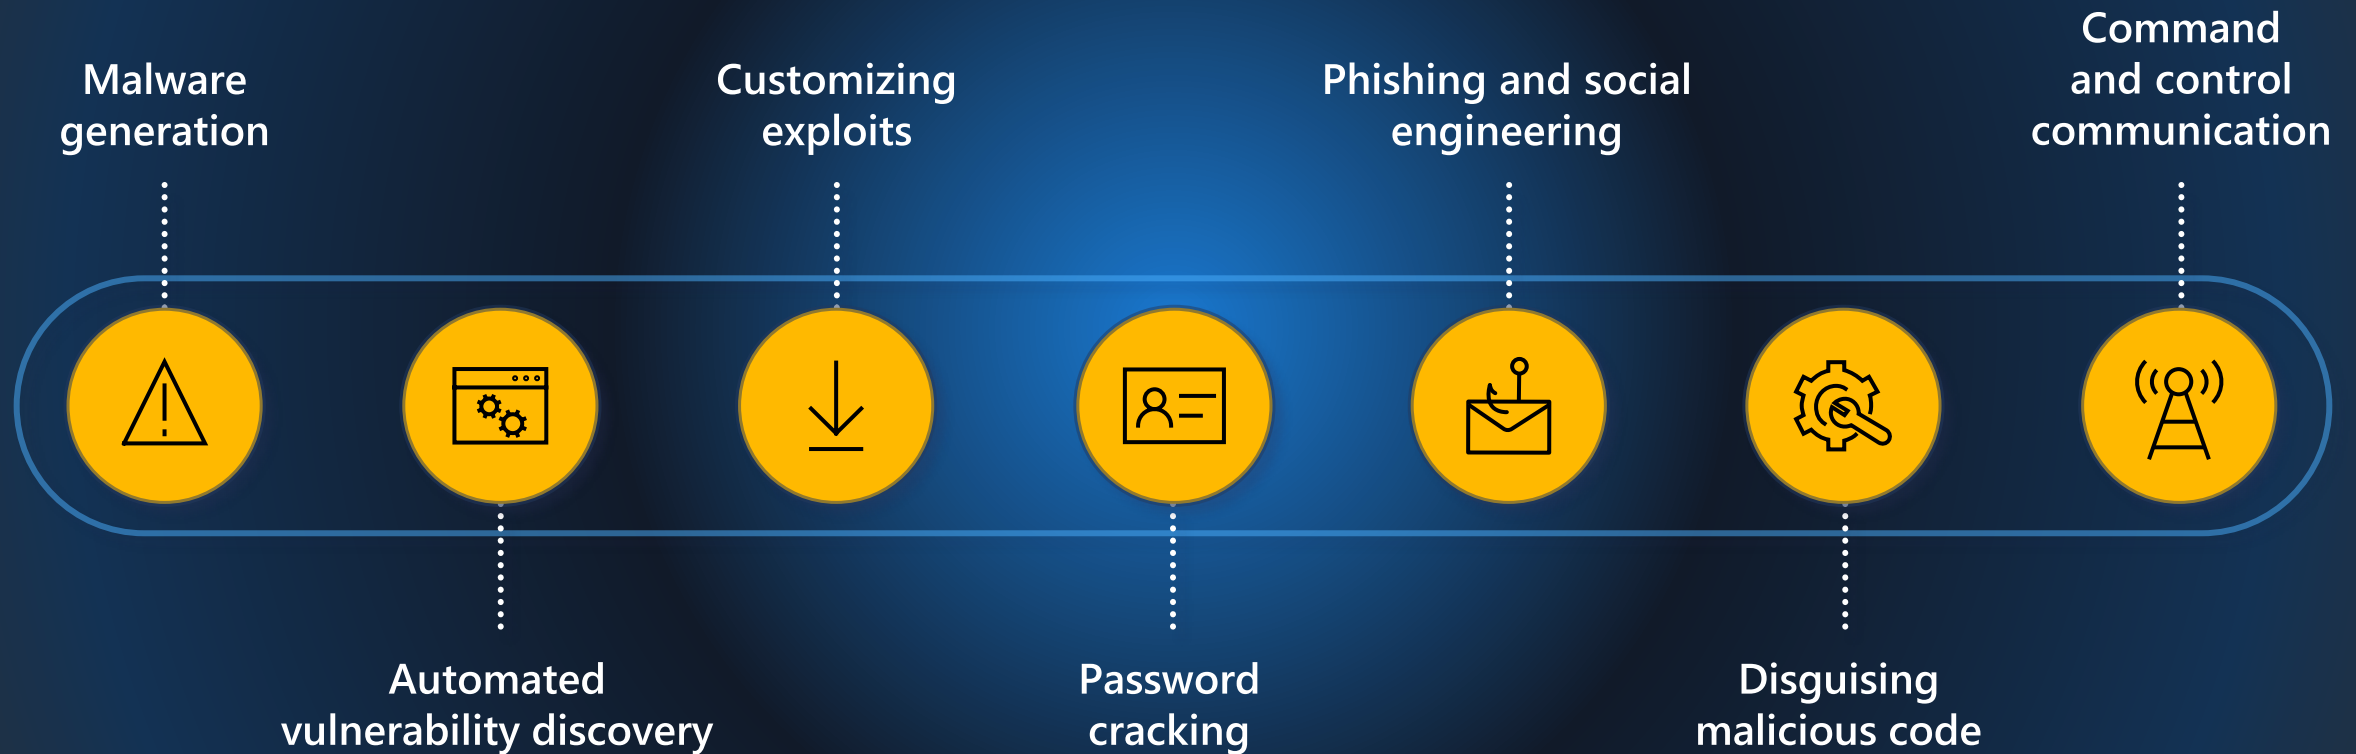 Malware
generation
Automated
vulnerability discovery
Customizing
exploits
Password
cracking
Phishing and social
engineering
Disguising
malicious code
Command
and control
communication